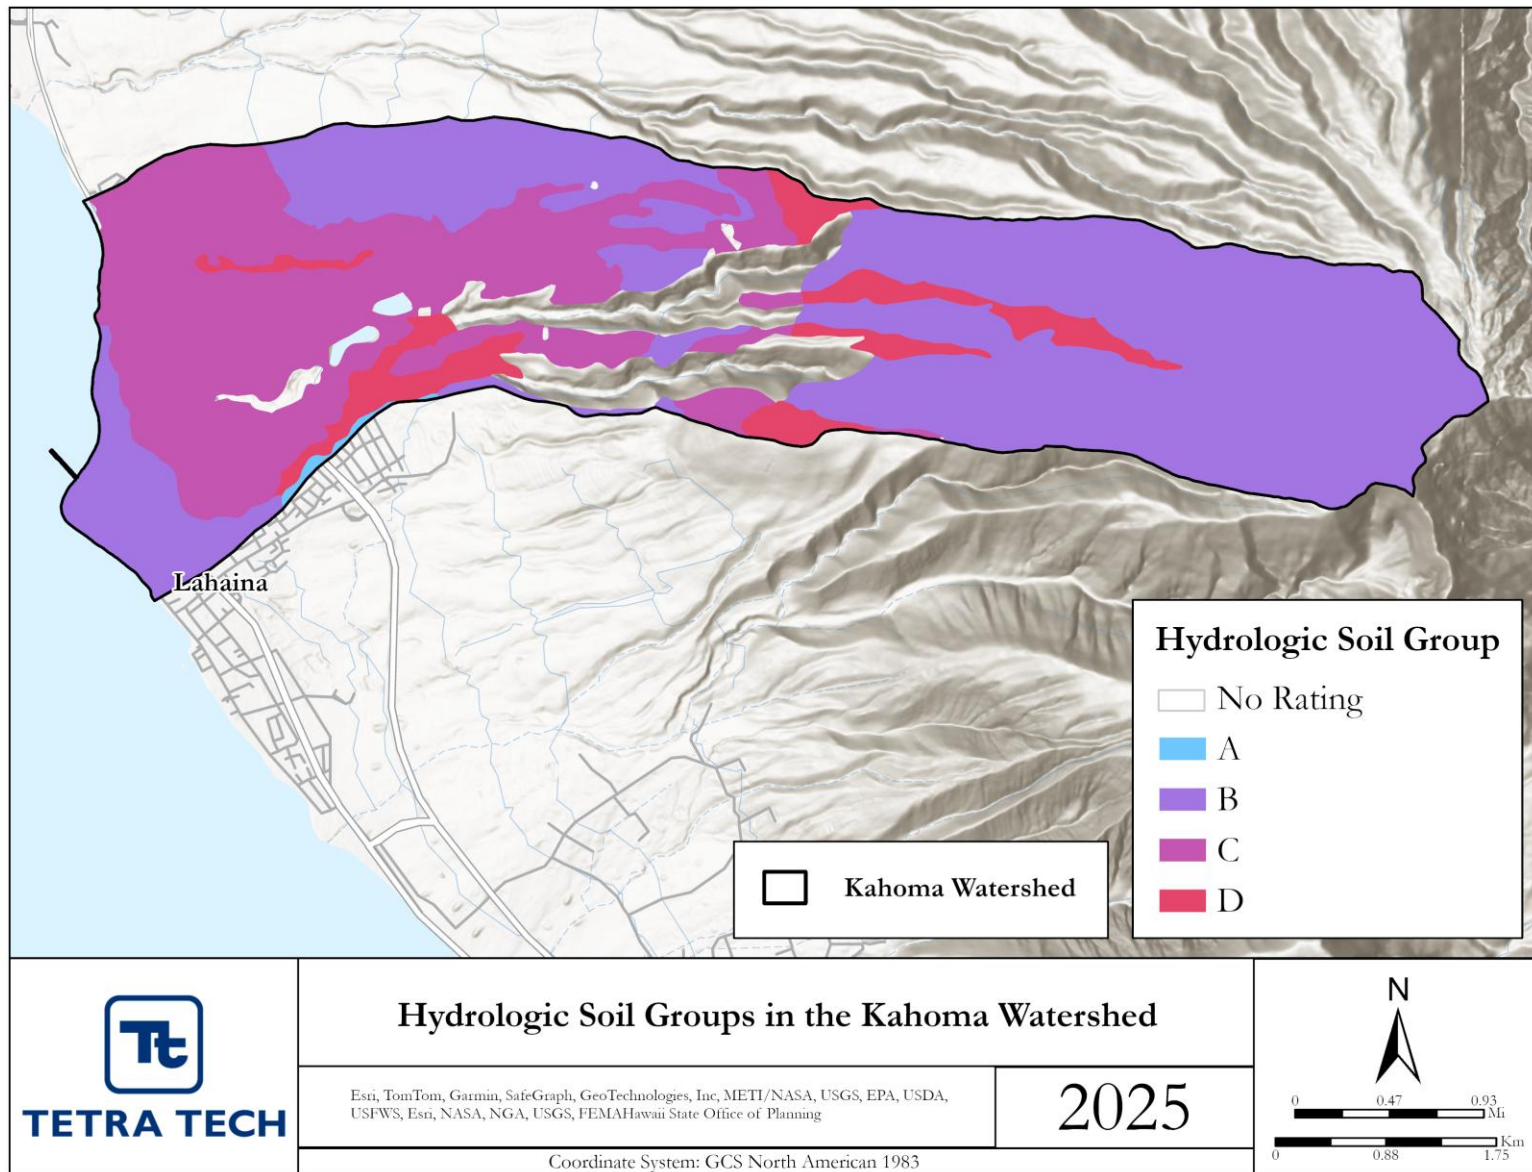 Lahaina
Hydrologic Soil Group
No Rating
A
B
C
D
Kahoma Watershed
Tt
TETRA TECH
Hydrologic Soil Groups in the Kahoma Watershed
Esri, TomTom, Garmin, SafeGraph, GeoTechnologies, Inc, METI/NASA, USGS, EPA, USDA,
USFWS, Esri, NASA, NGA, USGS, FEMAHawaii State Office of Planning
2025
Coordinate System: GCS North American 1983
N
0 0.47 0.93
Mi
Km
0 0.88 1.75